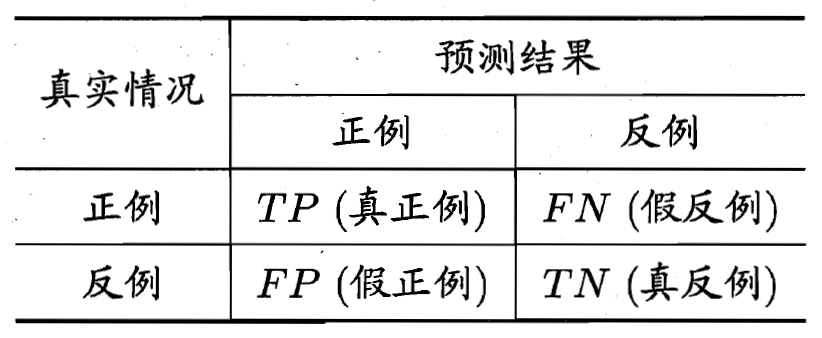 真实情况
预测结果
正例 反例
正例 TP (真正例) FN (假反例)
反例 FP (假正例) TN (真反例)